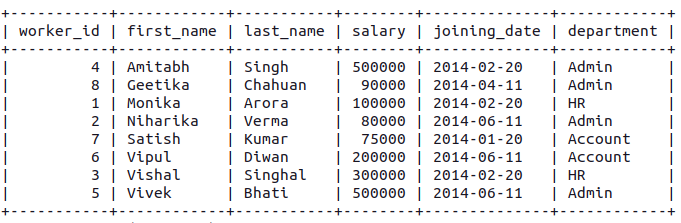 +-----------+------------+-----------+--------+--------------+------------+
| worker_id | first_name | last_name | salary | joining_date | department |
+-----------+------------+-----------+--------+--------------+------------+
|         4 | Amitabh    | Singh     | 500000 | 2014-02-20   | Admin      |
|         8 | Geetika    | Chahuan   |  90000 | 2014-04-11   | Admin      |
|         1 | Monika     | Arora     | 100000 | 2014-02-20   | HR         |
|         2 | Niharika   | Verma     |  80000 | 2014-06-11   | Admin      |
|         7 | Satish     | Kumar     |  75000 | 2014-01-20   | Account    |
|         6 | Vipul      | Diwan     | 200000 | 2014-06-11   | Account    |
|         3 | Vishal     | Singhal   | 300000 | 2014-02-20   | HR         |
|         5 | Vivek      | Bhati     | 500000 | 2014-06-11   | Admin      |
+-----------+------------+-----------+--------+--------------+------------+